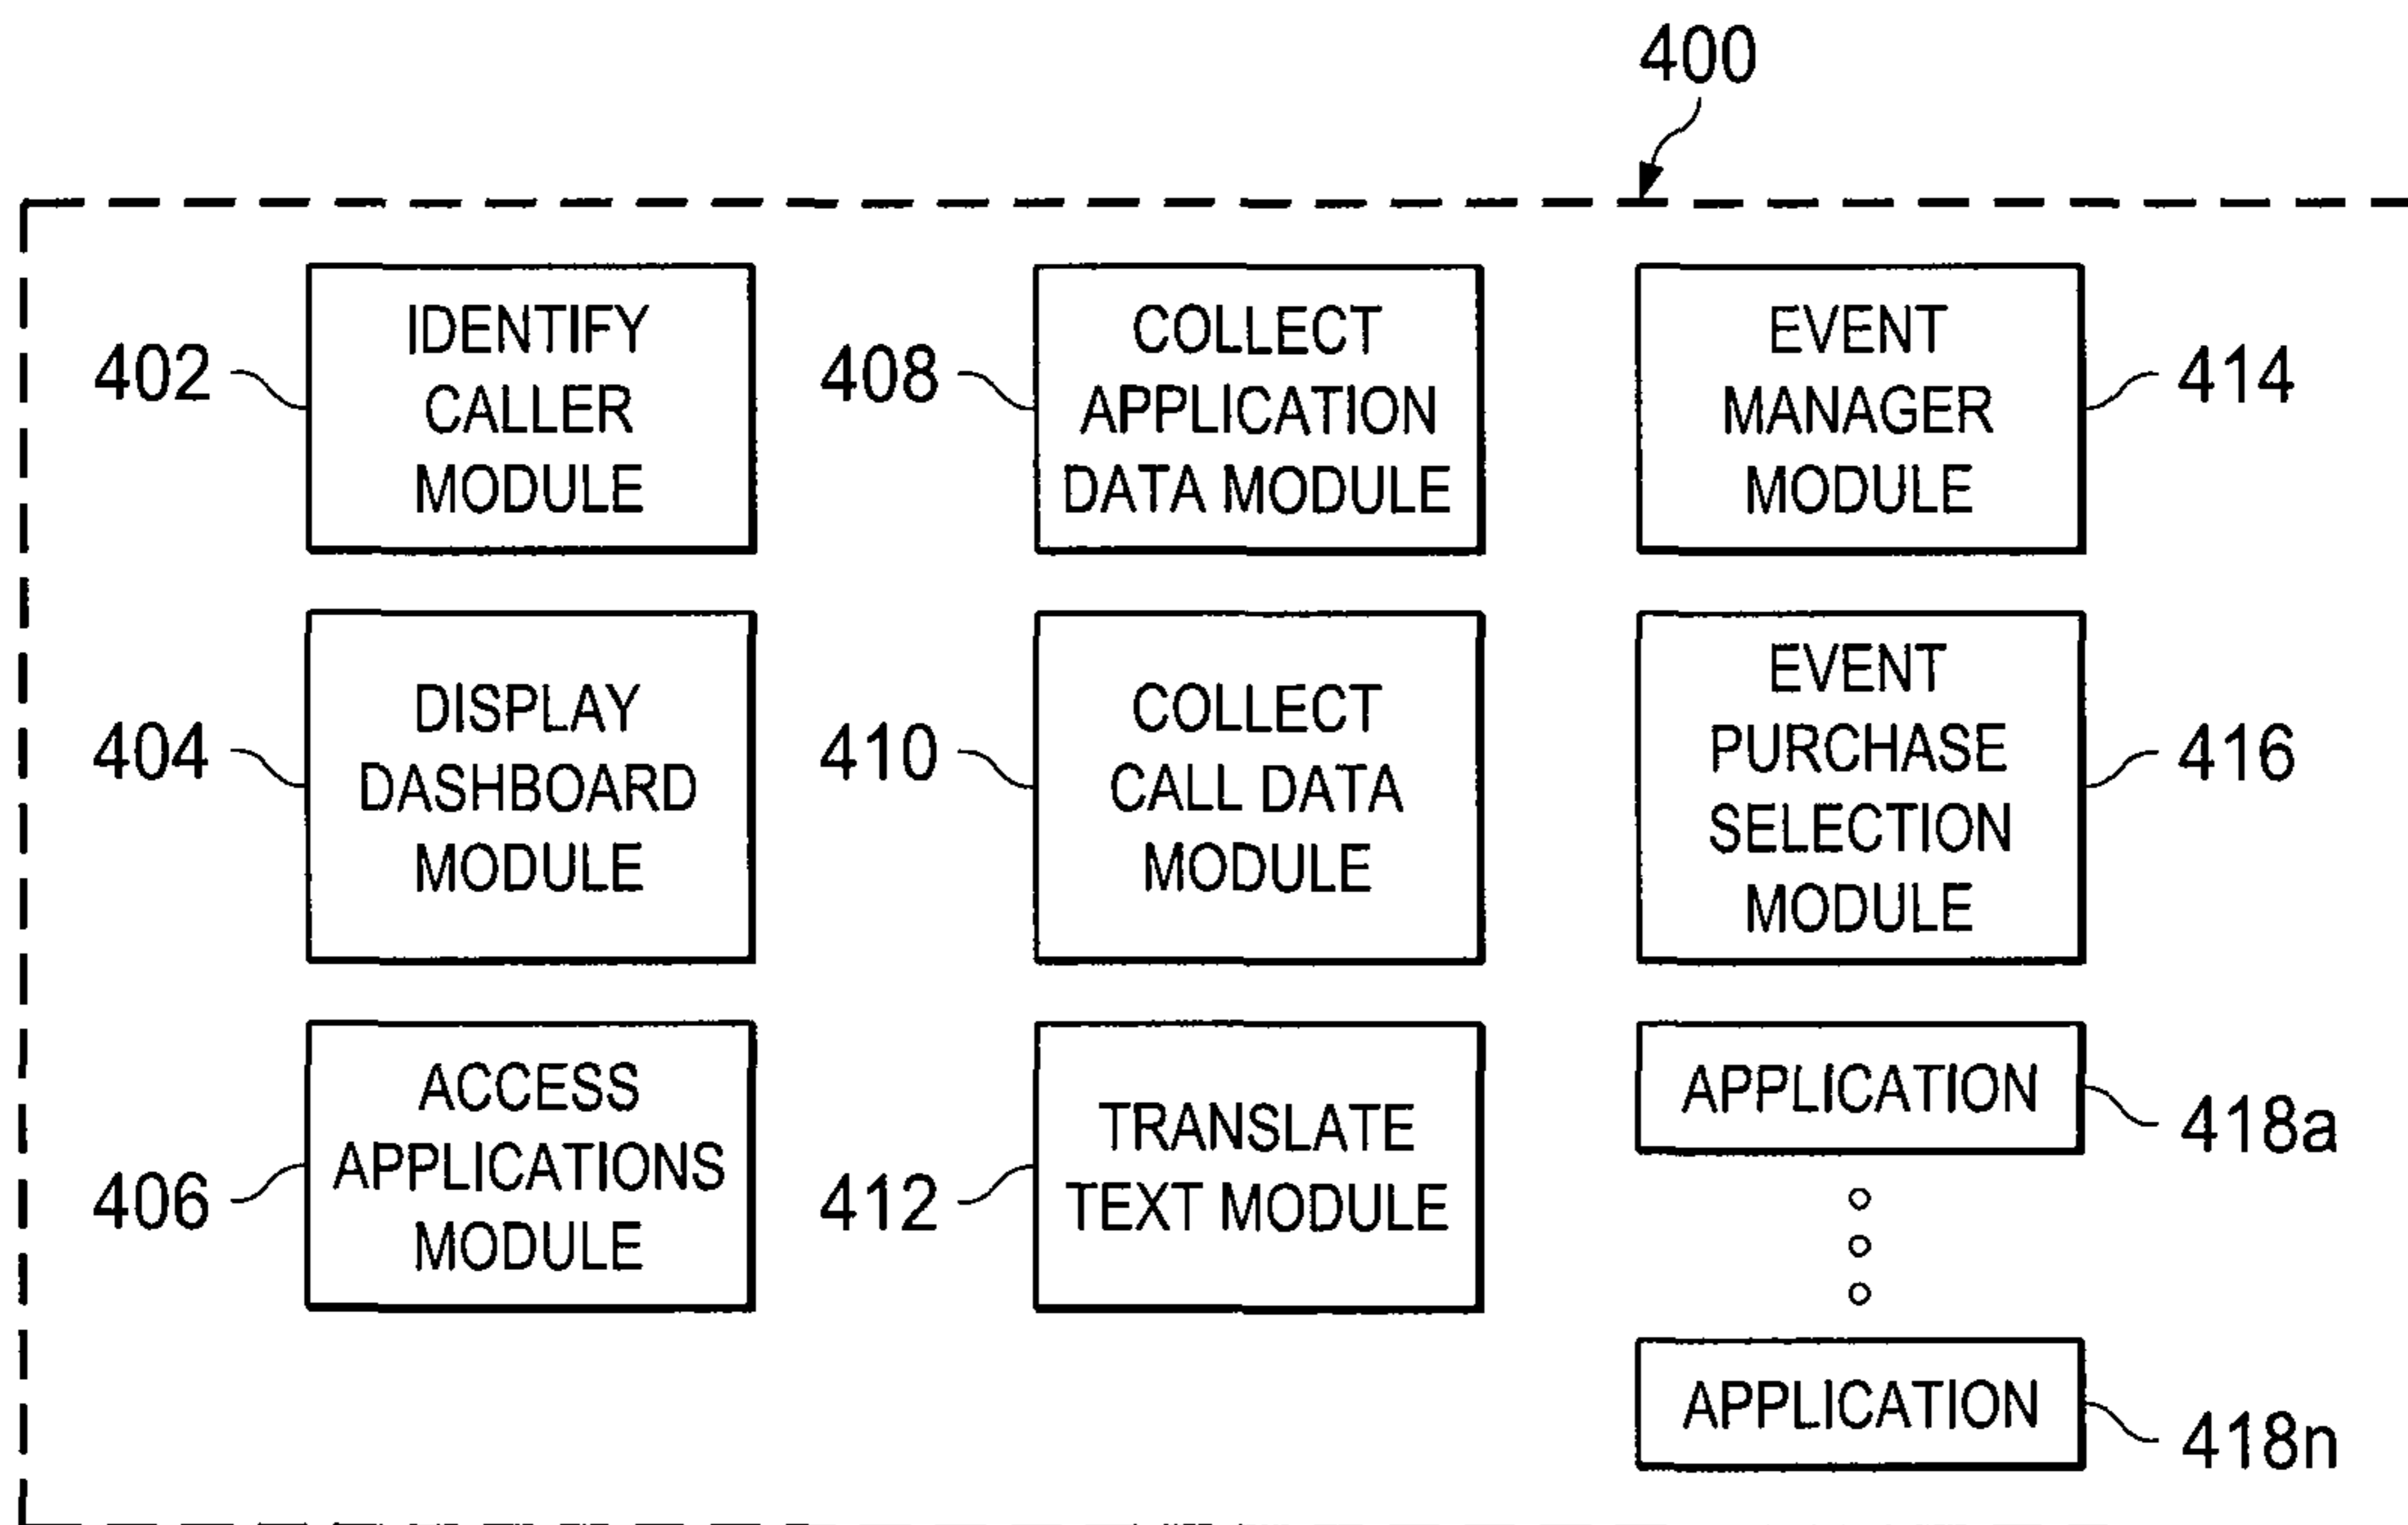 400
402
IDENTIFY
CALLER
MODULE
408
COLLECT
APPLICATION
DATA MODULE
EVENT
MANAGER
MODULE
414
404
DISPLAY
DASHBOARD
MODULE
410
COLLECT
CALL DATA
MODULE
EVENT
PURCHASE
SELECTION
MODULE
416
406
ACCESS
APPLICATIONS
MODULE
412
TRANSLATE
TEXT MODULE
APPLICATION
418a
APPLICATION
418n